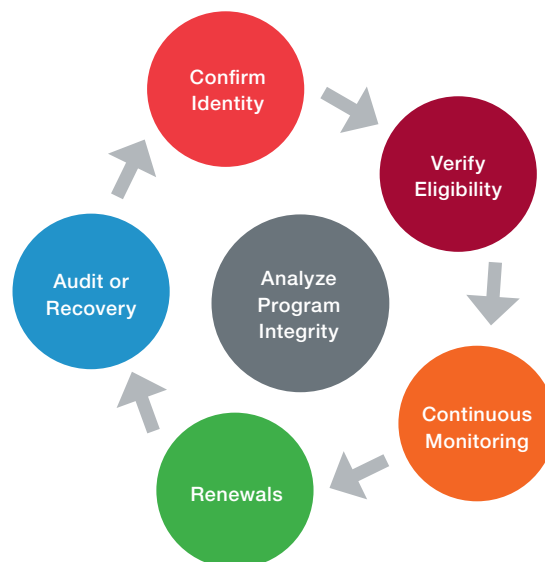 Confirm
Identity
Verify
Eligibility
Audit or
Recovery
Analyze
Program
Integrity
Continuous
Monitoring
Renewals